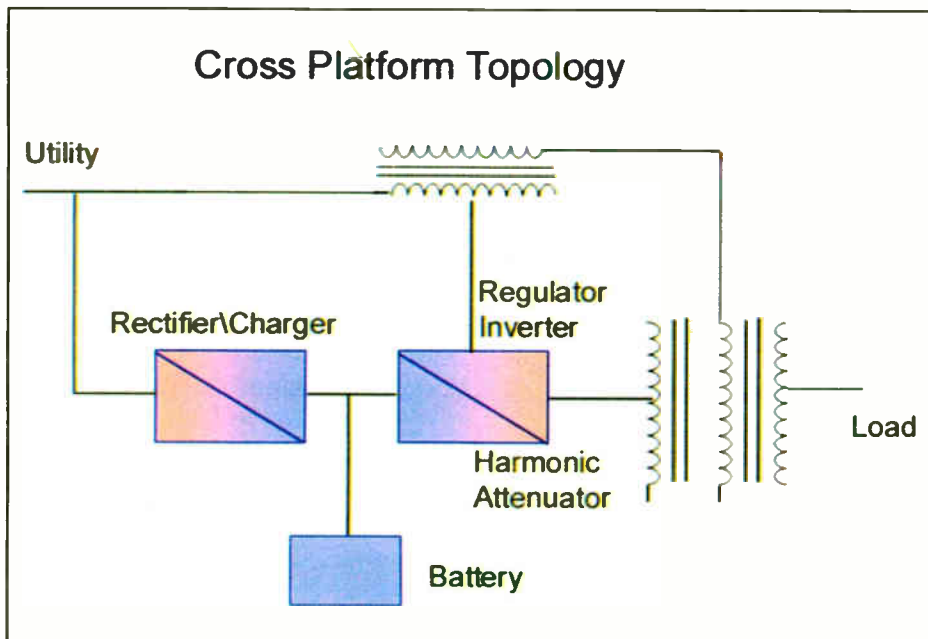 Cross Platform Topology
Utility
Regulator
Inverter
Rectifier\Charger
Load
Harmonic
Attenuator
Battery